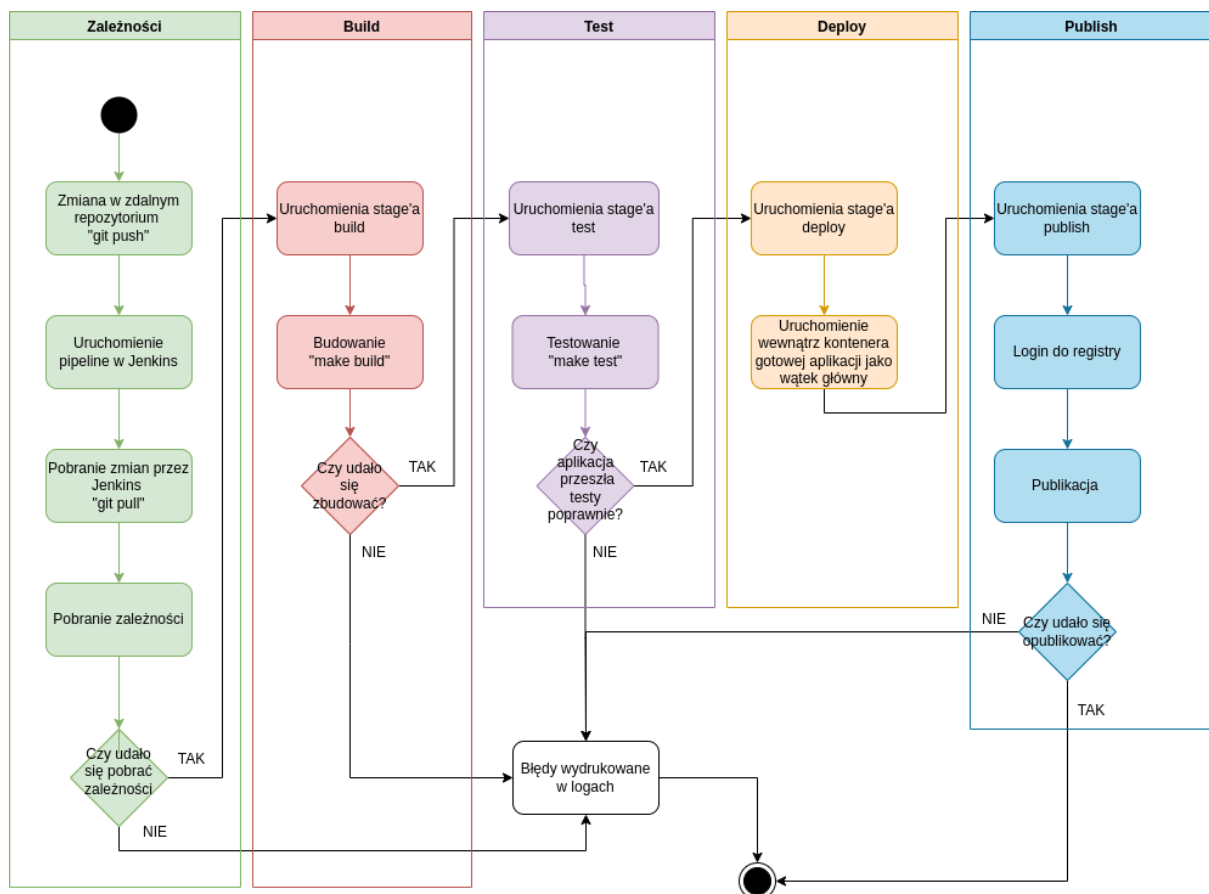 Zależności
Build
Test
Deploy
Publish
Zmiana w zdalnym
repozytorium
"git push"
Uruchomienie
pipeline w Jenkins
Pobranie zmian przez
Jenkins
"git pull"
Pobranie zależności
Czy udało
się pobrać
zależności
TAK
NIE
Uruchomienia stage'a
build
Budowanie
"make build"
Czy udało
się
zbudować?
TAK
NIE
Uruchomienia stage'a
test
Testowanie
"make test"
Czy
aplikacja
przeszła
testy
poprawnie?
TAK
NIE
Błędy wydrukowane
w logach
Uruchomienia stage'a
deploy
Uruchomienie
wewnątrz kontenera
gotowej aplikacji jako
wątek główny
Uruchomienia stage'a
publish
Login do registry
Publikacja
Czy udało się
opublikować?
NIE
TAK